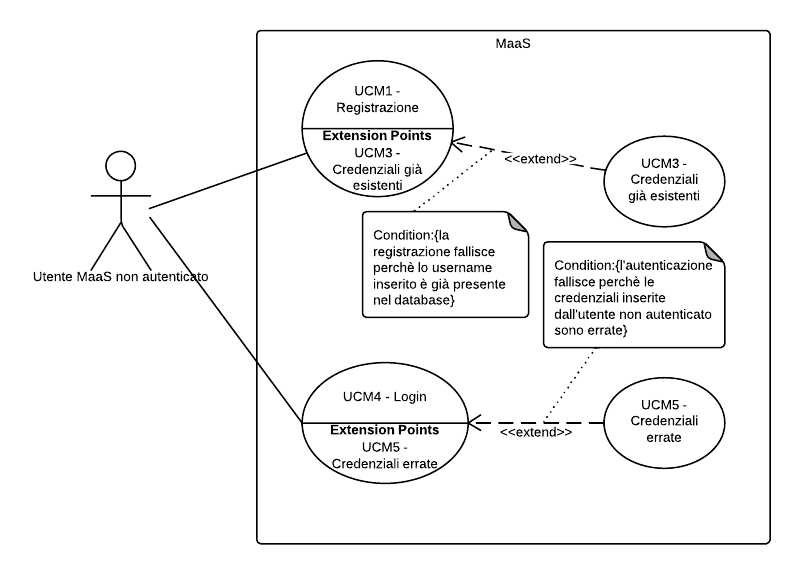 MaaS
UCM1 -
Registrazione
Extension Points
UCM3 -
Credenziali già
esistenti
<<extend>>
UCM3 -
Credenziali
già esistenti
Utente MaaS non autenticato
Condition:{la
registrazione fallisce
perchè lo username
inserito è già presente
nel database}
Condition:{l'autenticazione
fallisce perchè le
credenziali inserite
dall'utente non autenticato
sono errate}
UCM4 - Login
Extension Points
UCM5 -
Credenziali errate
<<extend>>
UCM5 -
Credenziali
errate